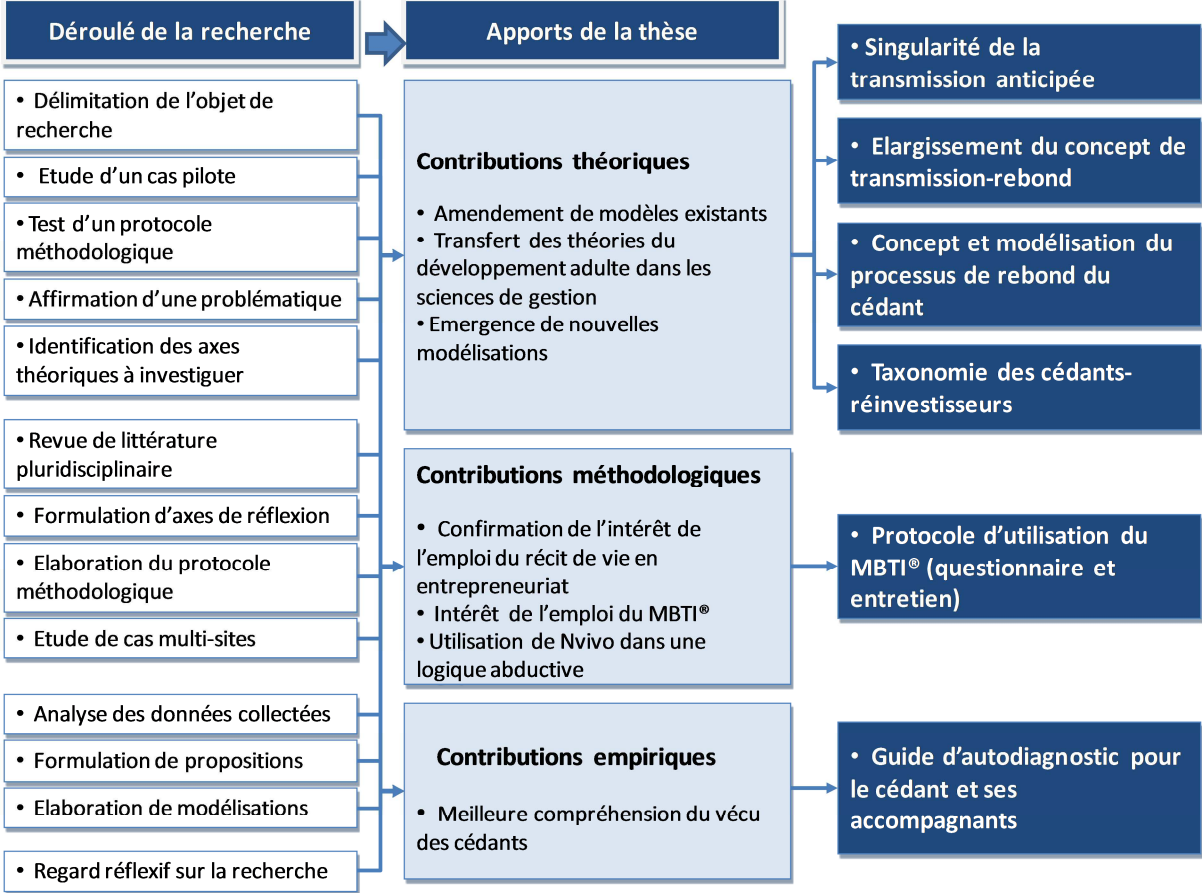 Déroulé de la recherche
Apports de la thèse
• Délimitation de l'objet de
recherche
• Etude d'un cas pilote
• Test d'un protocole
méthodologique
• Affirmation d'une problématique
• Identification des axes
théoriques à investiguer
• Revue de littérature
pluridisciplinaire
• Formulation d'axes de réflexion
• Elaboration du protocole
méthodologique
• Etude de cas multi-sites
• Analyse des données collectées
• Formulation de propositions
• Elaboration de modélisations
• Regard réflexif sur la recherche
Contributions théoriques
• Amendement de modèles existants
• Transfert des théories du
développement adulte dans les
sciences de gestion
• Emergence de nouvelles
modélisations
Contributions méthodologiques
• Confirmation de l'intérêt de
l'emploi du récit de vie en
entrepreneuriat
• Intérêt de l'emploi du MBTI®
• Utilisation de Nvivo dans une
logique abductive
Contributions empiriques
• Meilleure compréhension du vécu
des cédants
• Singularité de la
transmission anticipée
• Elargissement du concept de
transmission-rebond
• Concept et modélisation du
processus de rebond du
cédant
• Taxonomie des cédants-
réinvestisseurs
• Protocole d'utilisation du
MBTI® (questionnaire et
entretien)
• Guide d'autodiagnostic pour
le cédant et ses
accompagnants